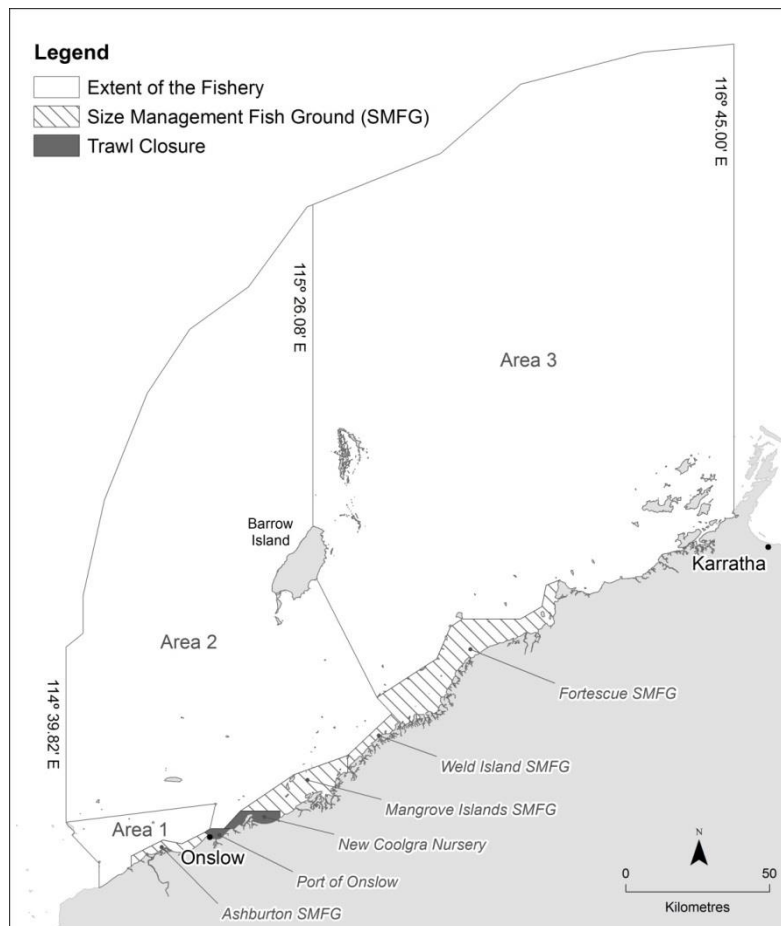 Legend
Extent of the Fishery
Size Management Fish Ground (SMFG)
Trawl Closure
116° 45.00' E
115° 26.08' E
Area 3
Barrow
Island
Karratha
Area 2
114° 39.82' E
Fortescue SMFG
Weld Island SMFG
Mangrove Islands SMFG
Area 1
New Coolgra Nursery
Onslow
Port of Onslow
Ashburton SMFG
N
0
50
Kilometres